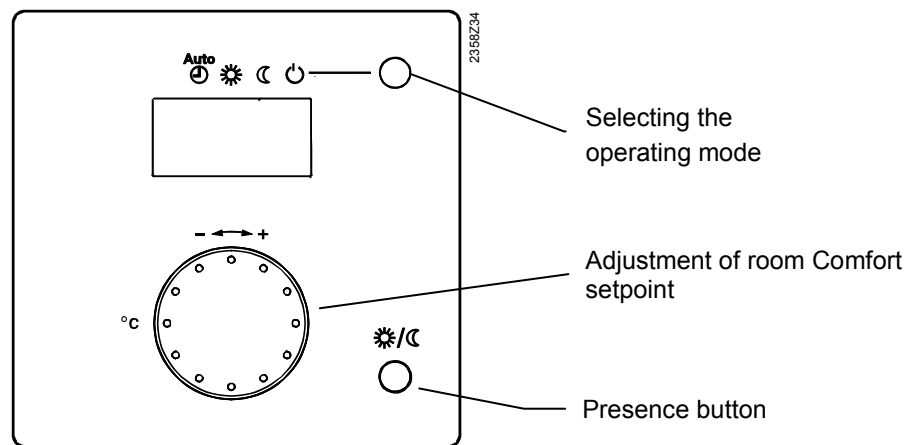 2358Z34
Auto
Selecting the
operating mode
- +
Adjustment of room Comfort
setpoint
°C
/
Presence button